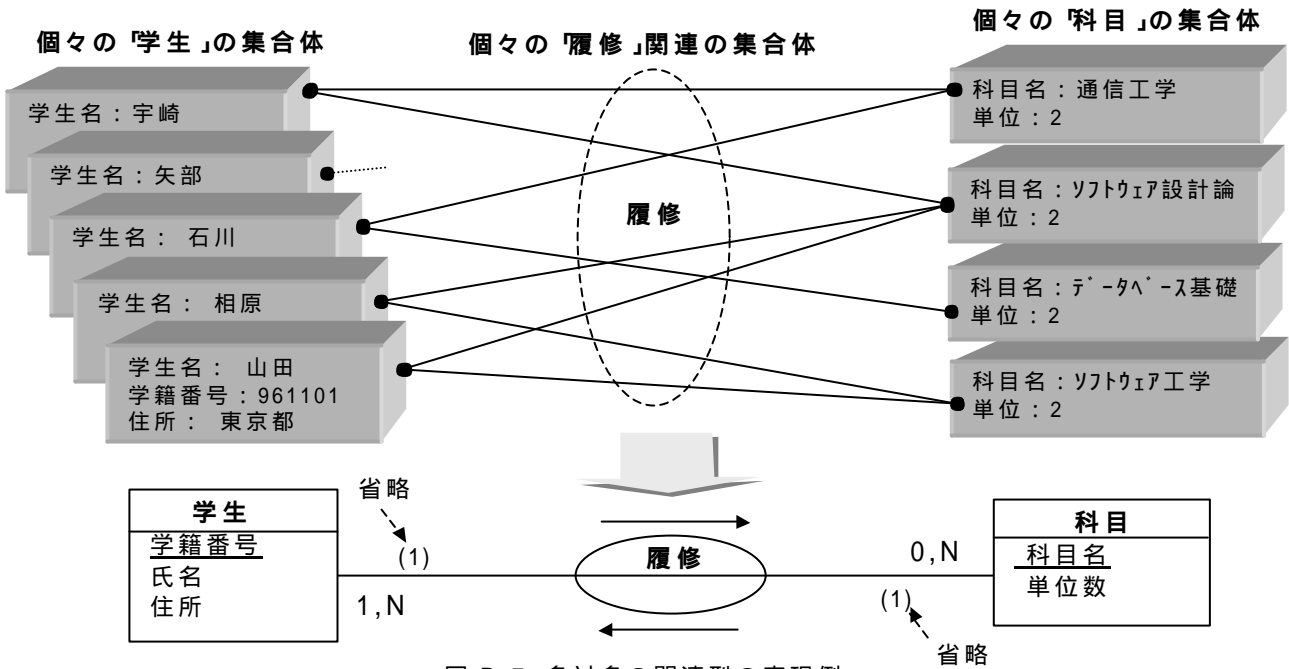 個々の「学生」の集合体
個々の「履修」関連の集合体
個々の「科目」の集合体
学生名：宇崎
学生名：矢部
学生名： 石川
学生名： 相原
学生名： 山田
学籍番号：961101
住所： 東京都
履修
科目名：通信工学
単位：2
科目名：ｿﾌﾄｳｪｱ設計論
単位：2
科目名：ﾃﾞｰﾀﾍﾞｰｽ基礎
単位：2
科目名：ｿﾌﾄｳｪｱ工学
単位：2
省略
学生
学籍番号
氏名
住所
(1)
1,N
履修
0,N
(1)
省略
科目
科目名
単位数